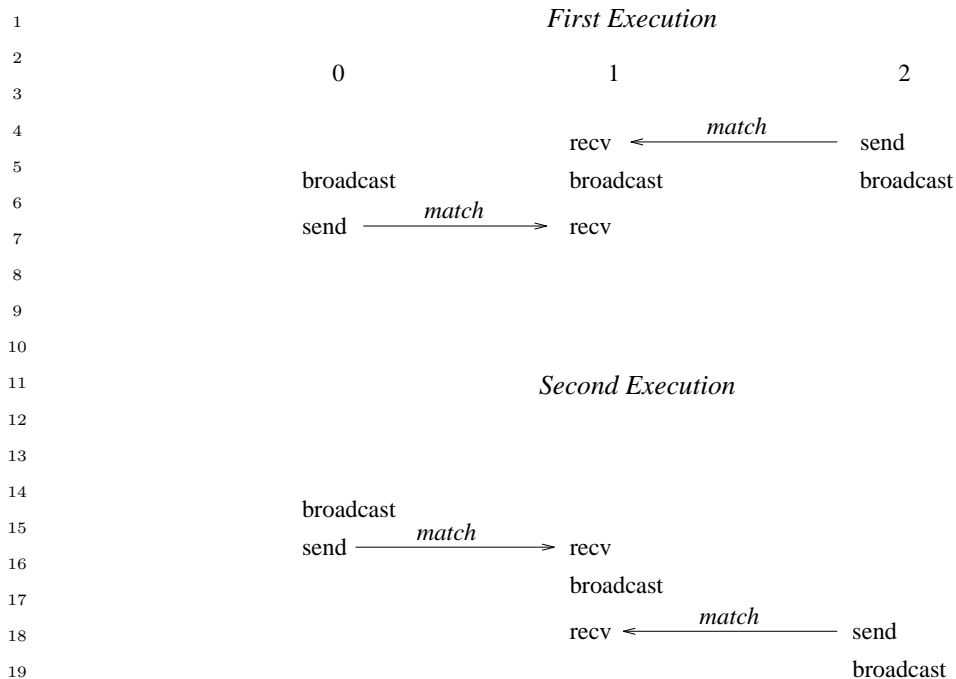 1 First Execution
2
0 1 2
3
4 match
recv send
5
broadcast broadcast broadcast
6
match
7 send recv
8
9
10
11 Second Execution
12
13
14
broadcast
15
match
send recv
16
broadcast
17
match
18 recv send
19 broadcast